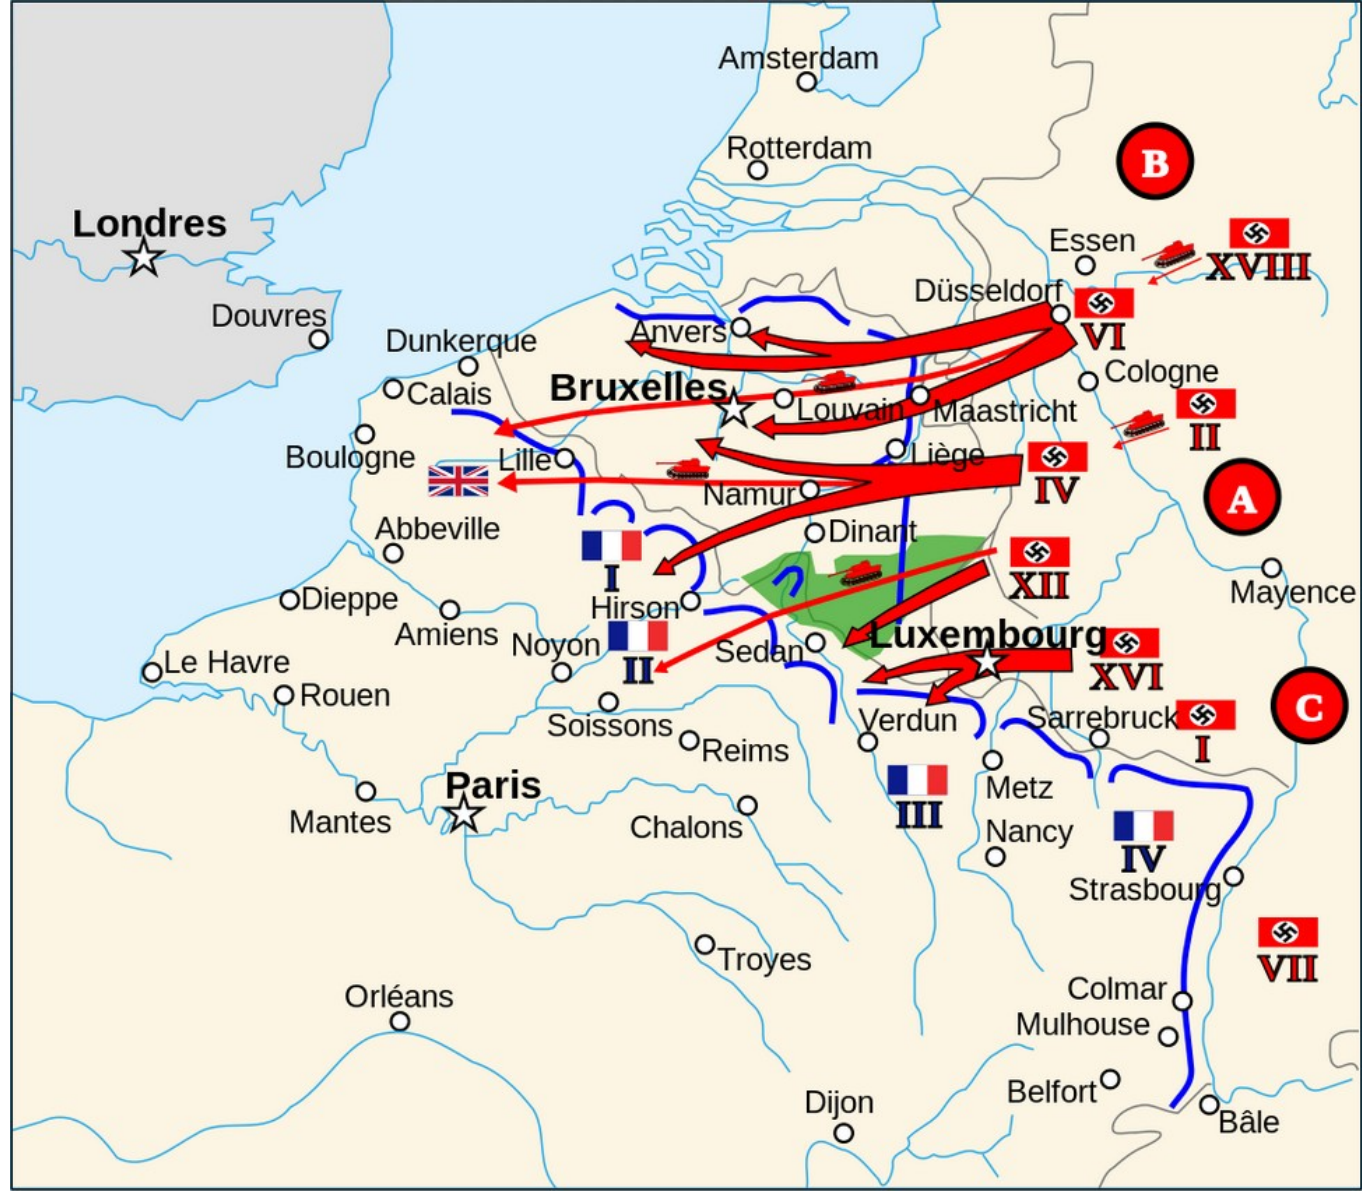 Amsterdam
Rotterdam
B
Londres
Essen
XVIII
Düsseldorf
Douvres
VI
Anvers
Dunkerque
Cologne
Bruxelles
Calais
Louvain
Maastricht
II
Boulogne
Lille
Liège
IV
A
Namur
Abbeville
Dinant
I
XII
Mayence
Dieppe
Hirson
Amiens
Noyon
Luxembourg
II
Sedan
Le Havre
XVI
Rouen
C
Soissons
Verdun
Sarrebruck
I
Reims
Paris
Metz
III
Mantes
Chalons
Nancy
IV
Strasbourg
Troyes
VII
Orléans
Colmar
Mulhouse
Belfort
Dijon
Bâle